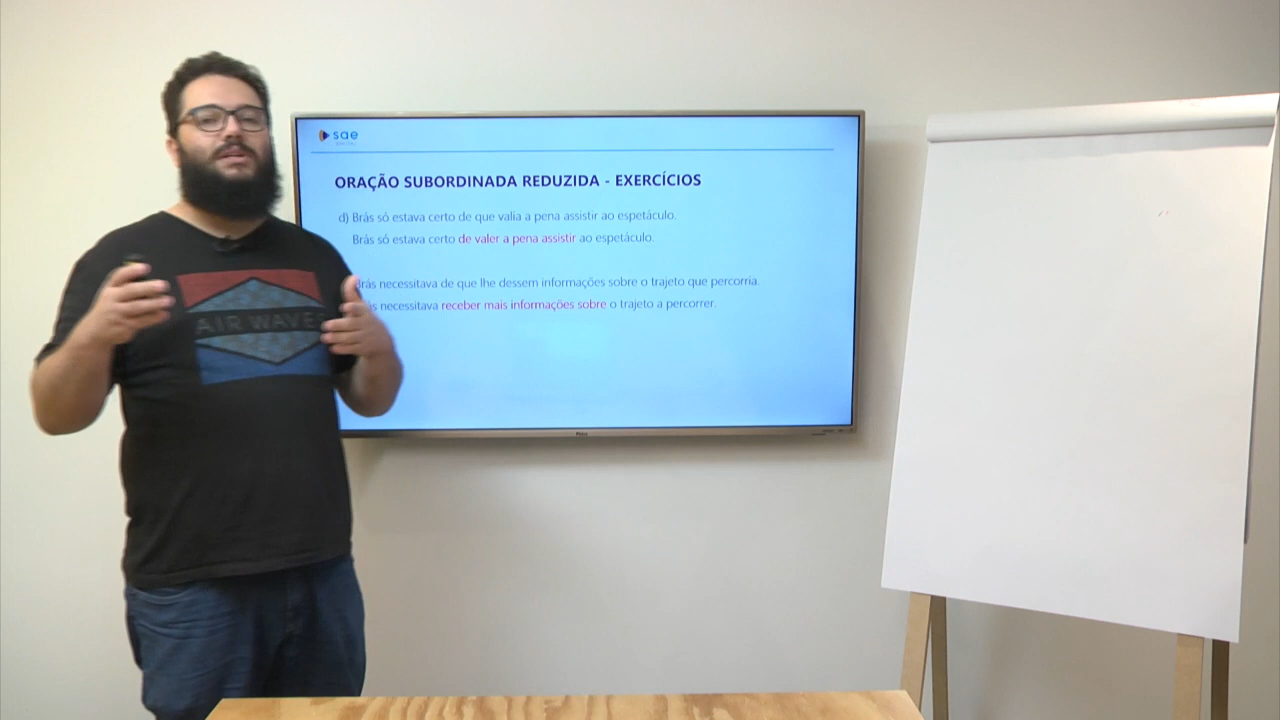 sae
ORAÇÃO SUBORDINADA REDUZIDA - EXERCÍCIOS
d) Brás só estava certo de que valia a pena assistir ao espetáculo.
Brás só estava certo de valer a pena assistir ao espetáculo.
rás necessitava de que lhe dessem informações sobre o trajeto que percorria.
s necessitava receber mais informações sobre o trajeto a percorrer.
AIR WAVE